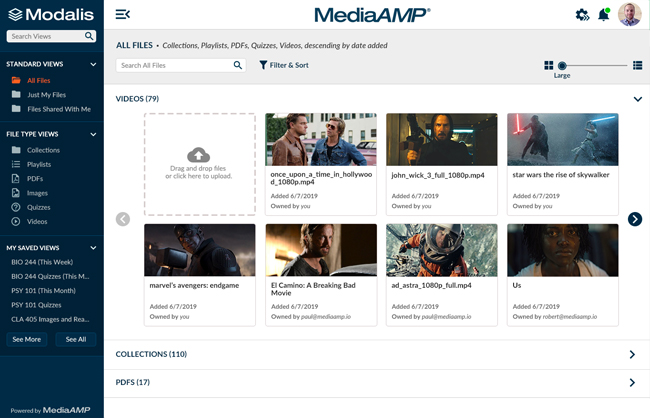 Modalis
MediaAMP®
Search Views
STANDARD VIEWS
All Files
Just My Files
Files Shared With Me
FILE TYPE VIEWS
Collections
Playlists
PDFs
Images
Quizzes
Videos
MY SAVED VIEWS
BIO 244 (This Week)
BIO 244 Quizzes (This M...
PSY 101 (This Month)
PSY 101 Quizzes
CLA 405 Images and Rea...
See More
See All
Powered by MediaAMP
ALL FILES • Collections, Playlists, PDFs, Quizzes, Videos, descending by date added
Search All Files
Filter & Sort
Large
VIDEOS (79)
Drag and drop files
or click here to upload.
once_upon_a_time_in_hollywoo
d_1080p.mp4
Added 6/7/2019
Owned by you
john_wick_3_full_1080p.mp4
Added 6/7/2019
Owned by you
star wars the rise of skywalker
Added 6/7/2019
Owned by you
marvel's avengers: endgame
Added 6/7/2019
Owned by you
El Camino: A Breaking Bad
Movie
Added 6/7/2019
Owned by paul@mediaamp.io
ad_astra_1080p_full.mp4
Added 6/7/2019
Owned by paul@mediaamp.io
Us
Added 6/7/2019
Owned by robert@mediaamp.io
COLLECTIONS (110)
PDFS (17)